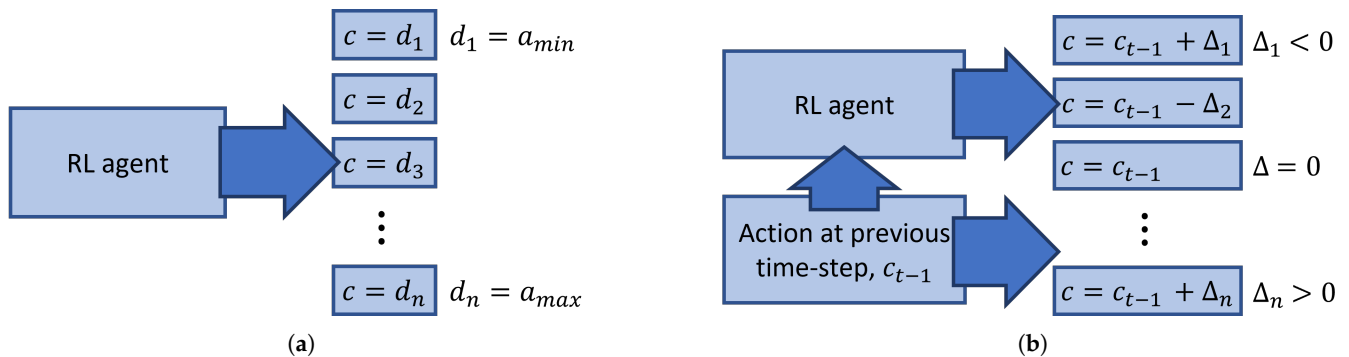 RL agent
c = d₁ d₁ = aₘᵢₙ
c = d₂
c = d₃
⋮
c = dₙ dₙ = aₘₐₓ
(a)
RL agent
Action at previous
time-step, cₜ₋₁
c = cₜ₋₁ + Δ₁ Δ₁ < 0
c = cₜ₋₁ − Δ₂
c = cₜ₋₁ Δ = 0
⋮
c = cₜ₋₁ + Δₙ Δₙ > 0
(b)